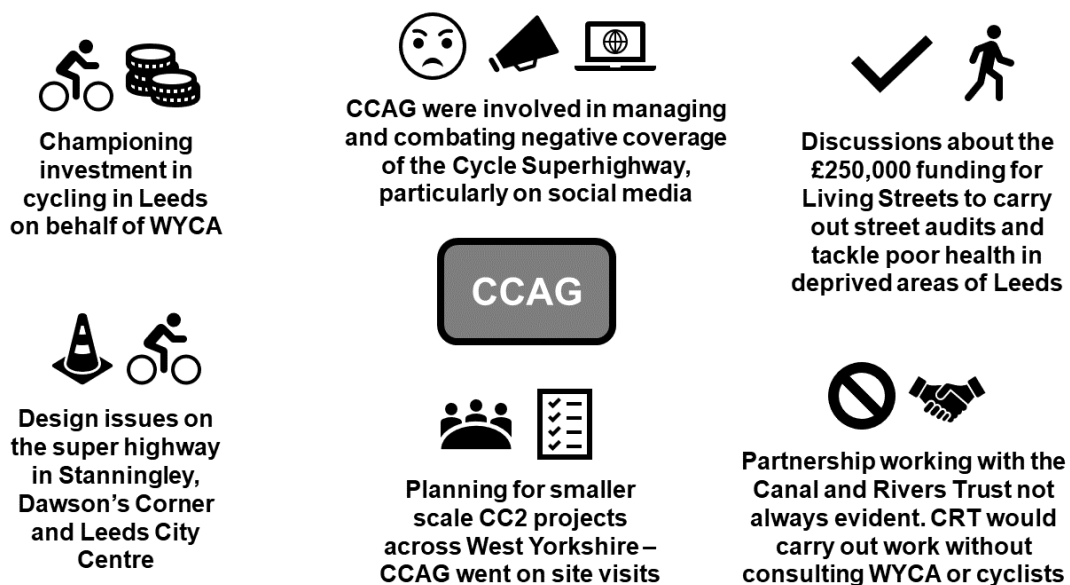 Championing
investment in
cycling in Leeds
on behalf of WYCA
CCAG were involved in managing
and combating negative coverage
of the Cycle Superhighway,
particularly on social media
Discussions about the
£250,000 funding for
Living Streets to carry
out street audits and
tackle poor health in
deprived areas of Leeds
CCAG
Design issues on
the super highway
in Stanningley,
Dawson’s Corner
and Leeds City
Centre
Planning for smaller
scale CC2 projects
across West Yorkshire –
CCAG went on site visits
Partnership working with the
Canal and Rivers Trust not
always evident. CRT would
carry out work without
consulting WYCA or cyclists